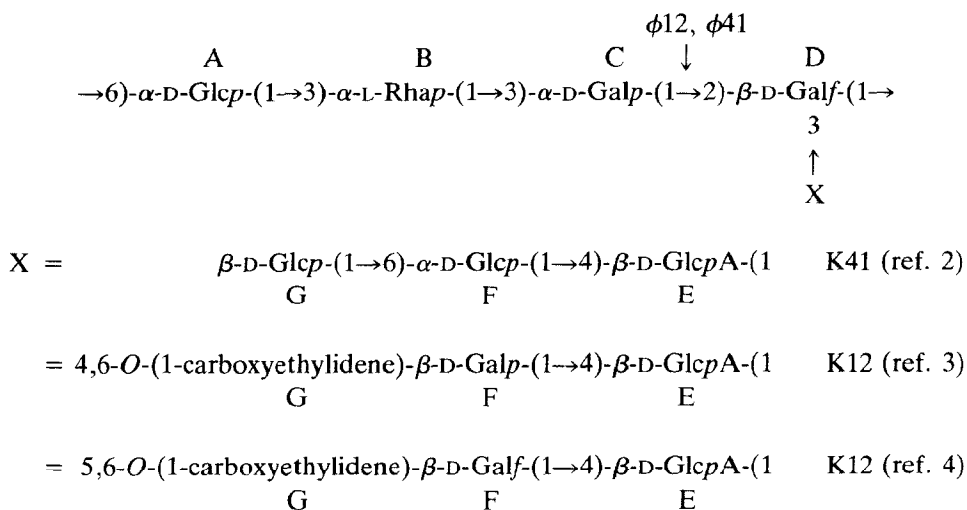 ϕ12, ϕ41
A B C ↓ D
→6)-α-D-Glcp-(1→3)-α-L-Rhap-(1→3)-α-D-Galp-(1→2)-β-D-Galf-(1→
3
↑
X
X = β-D-Glcp-(1→6)-α-D-Glcp-(1→4)-β-D-GlcpA-(1 K41 (ref. 2)
G F E
= 4,6-O-(1-carboxyethylidene)-β-D-Galp-(1→4)-β-D-GlcpA-(1 K12 (ref. 3)
G F E
= 5,6-O-(1-carboxyethylidene)-β-D-Galf-(1→4)-β-D-GlcpA-(1 K12 (ref. 4)
G F E